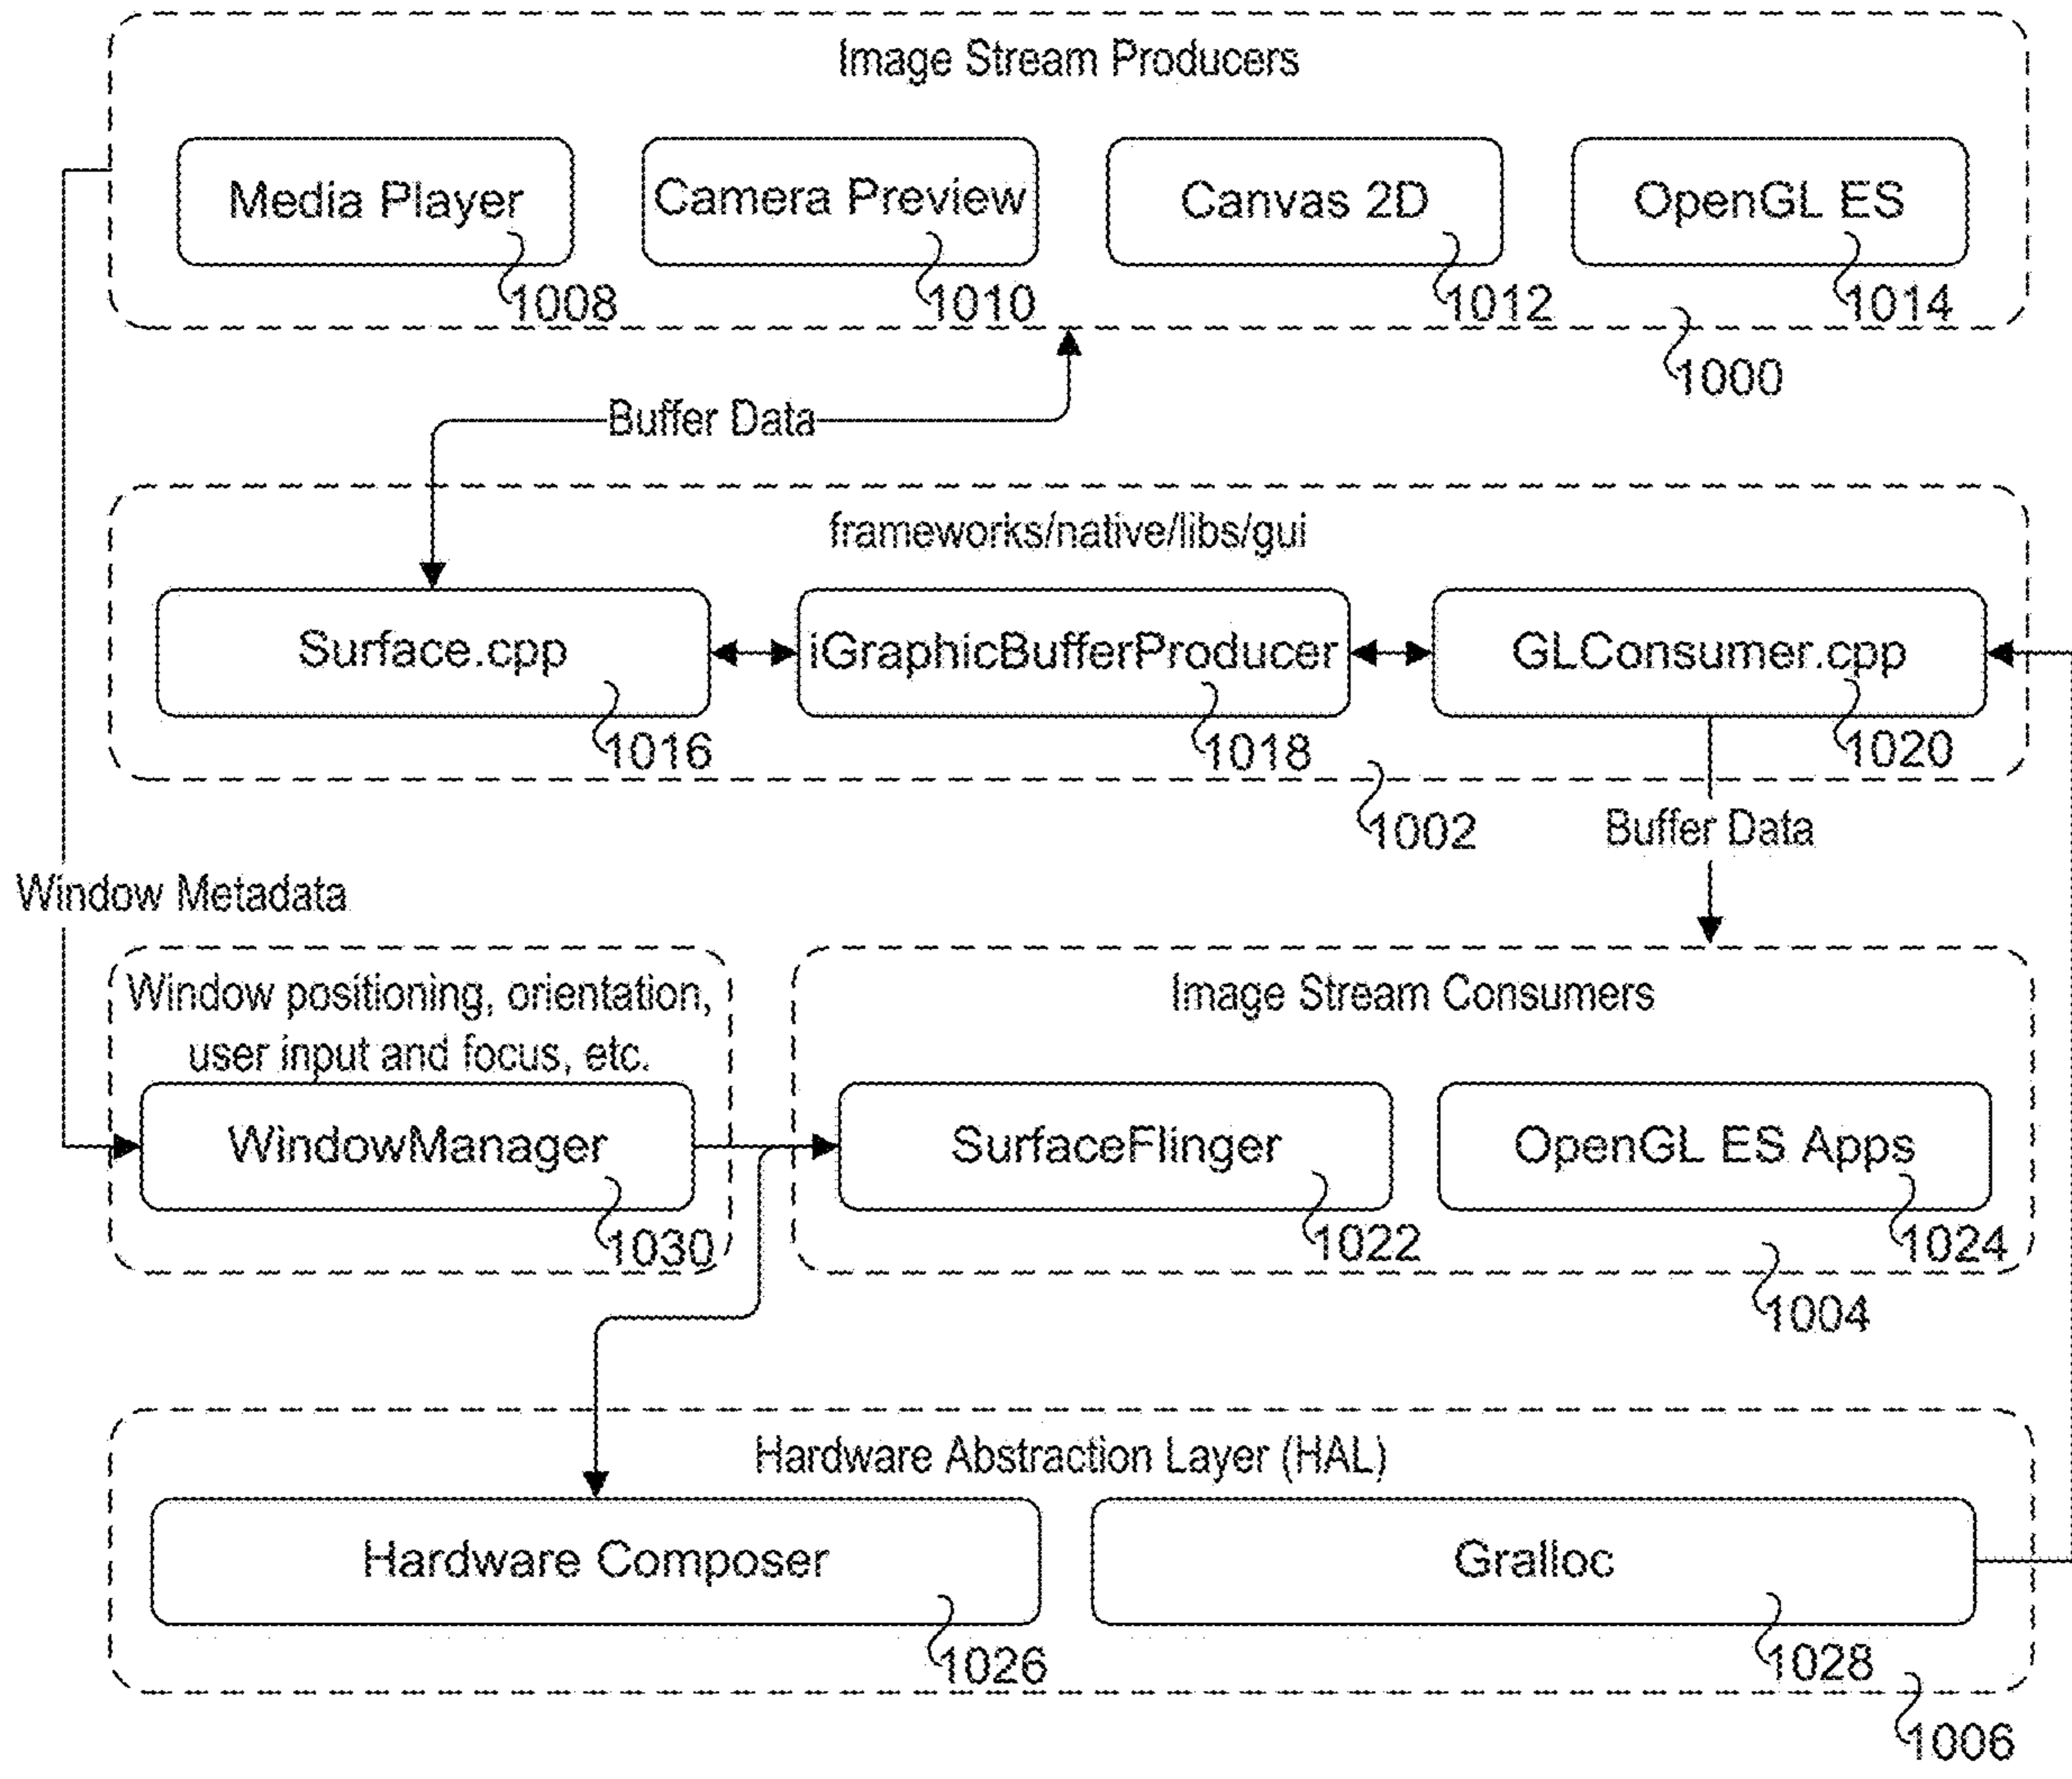 Image Stream Producers
Media Player
Camera Preview
Canvas 2D
OpenGL ES
1008
1010
1012
1014
1000
Buffer Data
frameworks/native/libs/gui
Surface.cpp
iGraphicBufferProducer
GLConsumer.cpp
1016
1018
1020
1002
Buffer Data
Window Metadata
Window positioning, orientation,
user input and focus, etc.
WindowManager
1030
Image Stream Consumers
SurfaceFlinger
OpenGL ES Apps
1022
1024
1004
Hardware Abstraction Layer (HAL)
Hardware Composer
Gralloc
1026
1028
1006